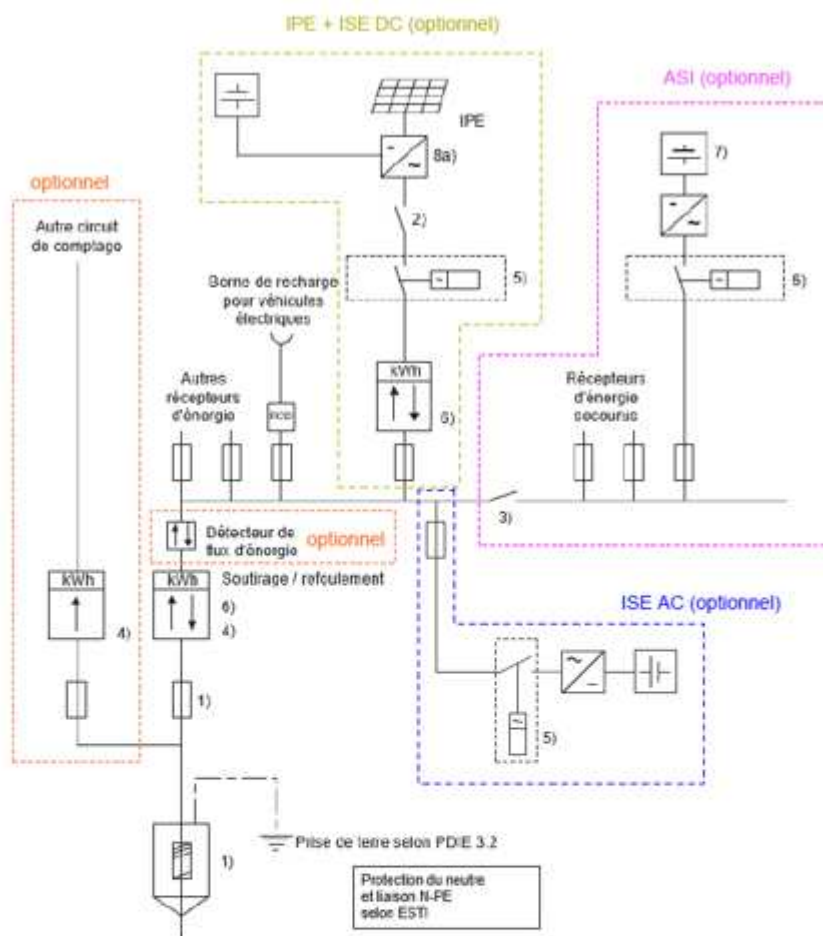 IPE + ISE DC (optionnel)
ASI (optionnel)
IPE
8a)
7)
optionnel
Autre circuit
de comptage
2)
Borne de recharge
pour véhicules
électriques
5)
5)
kWh
Autres
récepteurs
d'énergie
Récepteurs
d'énergie
secourus
6)
3)
Détecteur de
flux d'énergie
optionnel
kWh
kWh
Soutirage / refoulement
6)
4)
4)
ISE AC (optionnel)
1)
5)
Prise de terre selon PDIE 3.2
1)
Protection du neutre
et liaison N-PE
selon ESTI